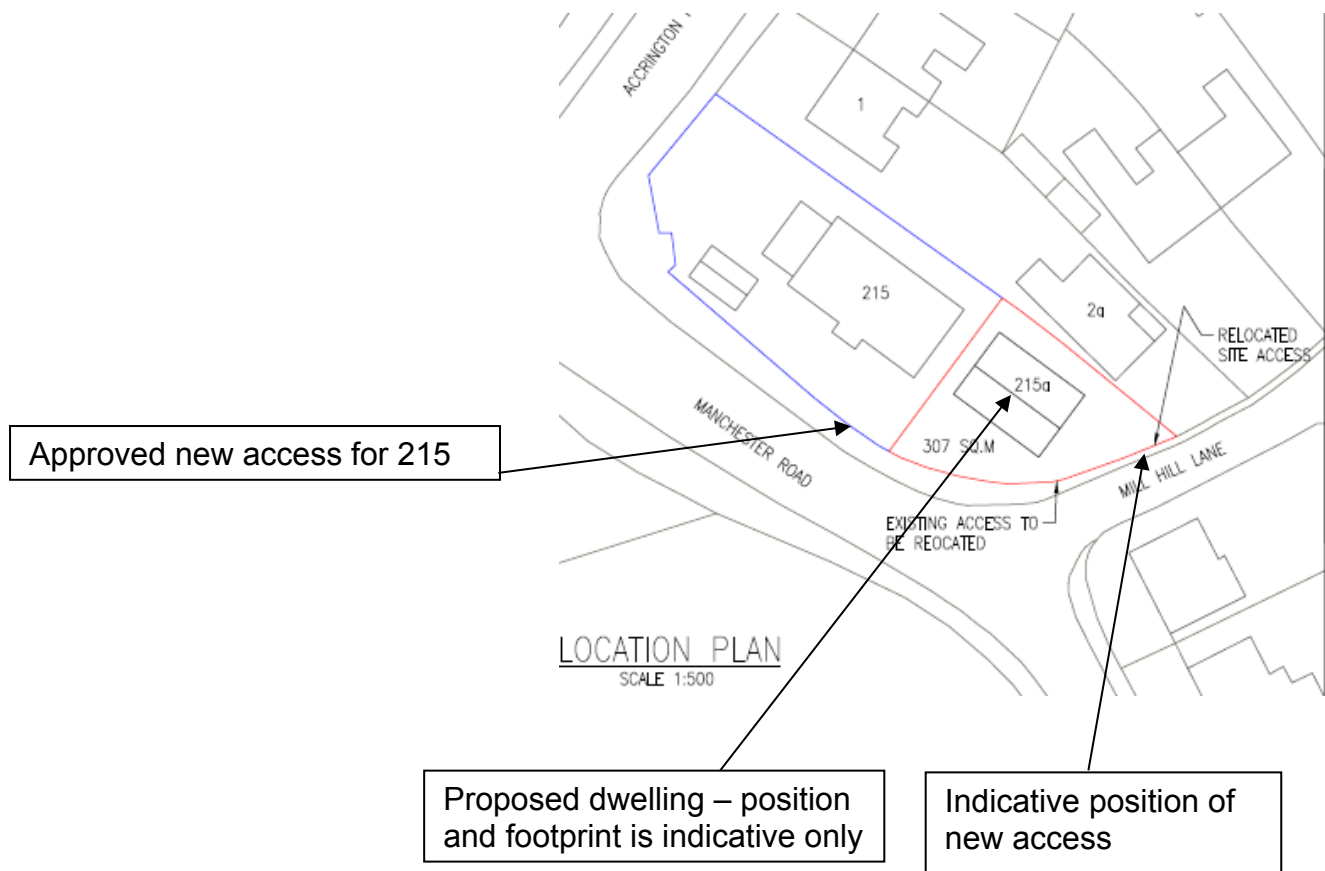 ACCRINGTON
1
215
2a
RELOCATED
SITE ACCESS
215a
307 SQ.M
MANCHESTER ROAD
MILL HILL LANE
EXISTING ACCESS TO
BE REOCATED
Approved new access for 215
LOCATION PLAN
SCALE 1:500
Proposed dwelling – position
and footprint is indicative only
Indicative position of
new access